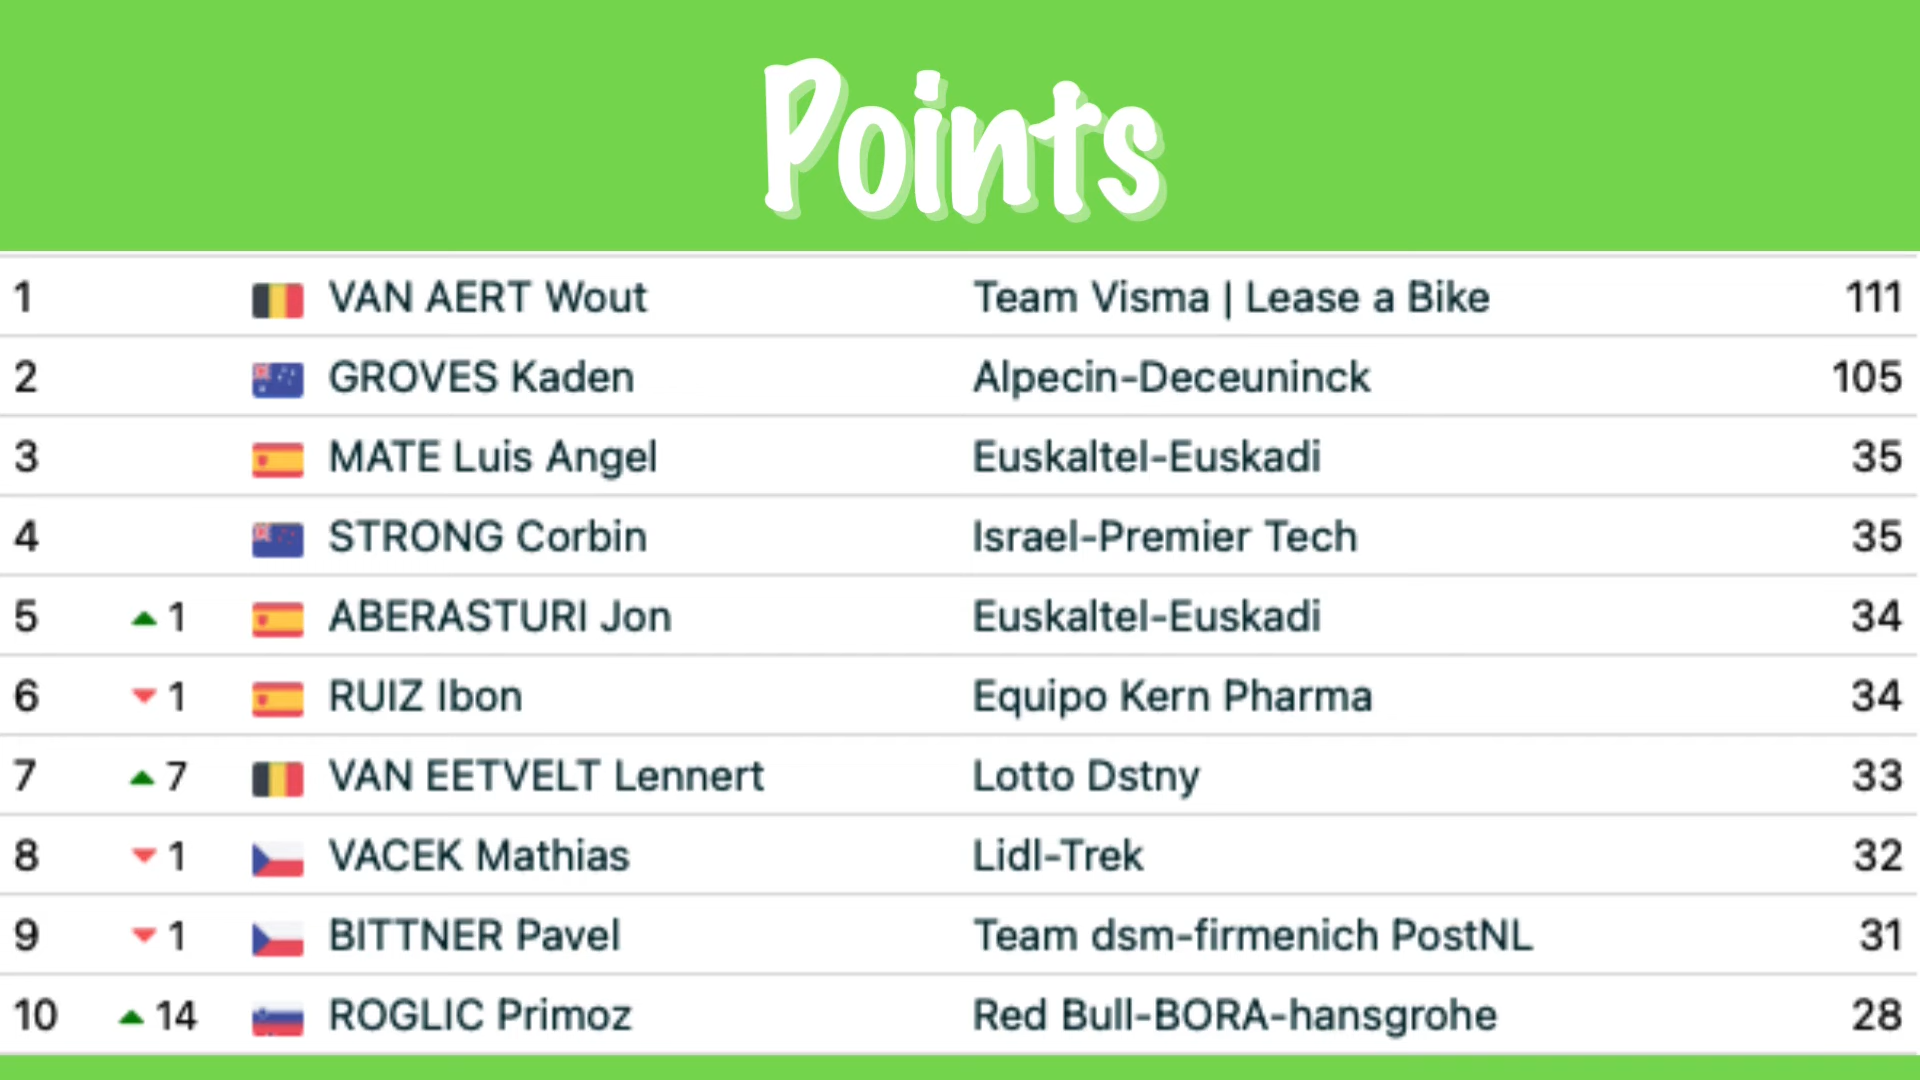 Points
1 VAN AERT Wout Team Visma | Lease a Bike 111
2 GROVES Kaden Alpecin-Deceuninck 105
3 MATE Luis Angel Euskaltel-Euskadi 35
4 STRONG Corbin Israel-Premier Tech 35
5 ▲ 1 ABERASTURI Jon Euskaltel-Euskadi 34
6 ▼ 1 RUIZ Ibon Equipo Kern Pharma 34
7 ▲ 7 VAN EETVELT Lennert Lotto Dstny 33
8 ▼ 1 VACEK Mathias Lidl-Trek 32
9 ▼ 1 BITTNER Pavel Team dsm-firmenich PostNL 31
10 ▲ 14 ROGLIC Primoz Red Bull-BORA-hansgrohe 28